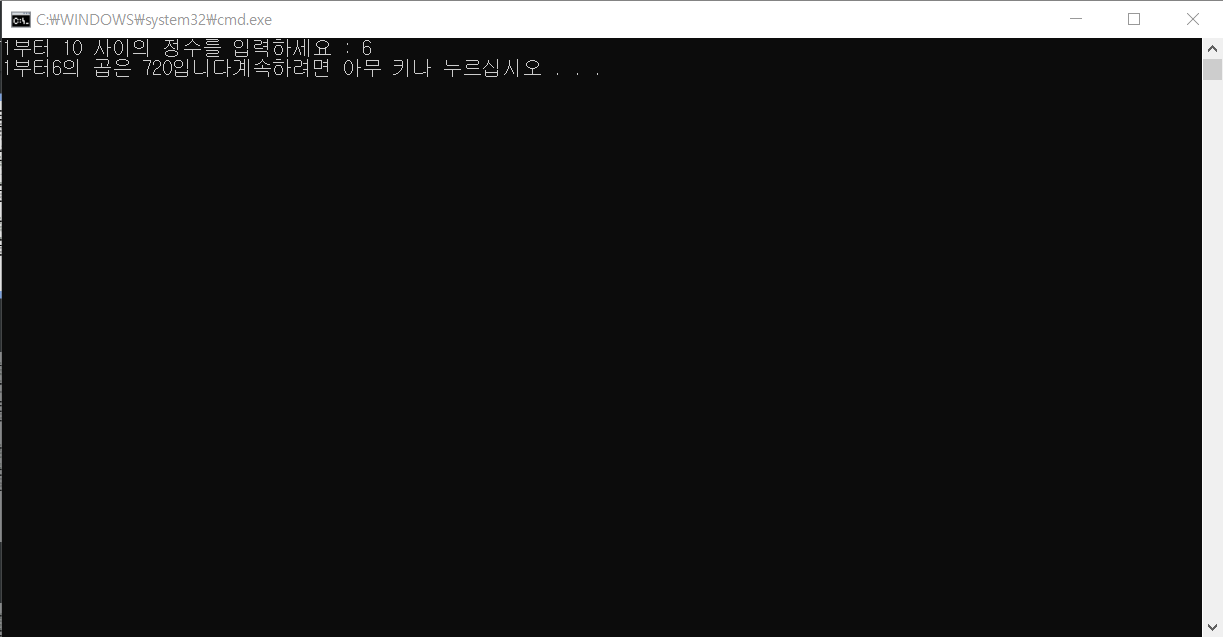 C:₩WINDOWS₩system32₩cmd.exe
1부터 10 사이의 정수를 입력하세요 : 6
1부터6의 곱은 720입니다계속하려면 아무 키나 누르십시오 . . .